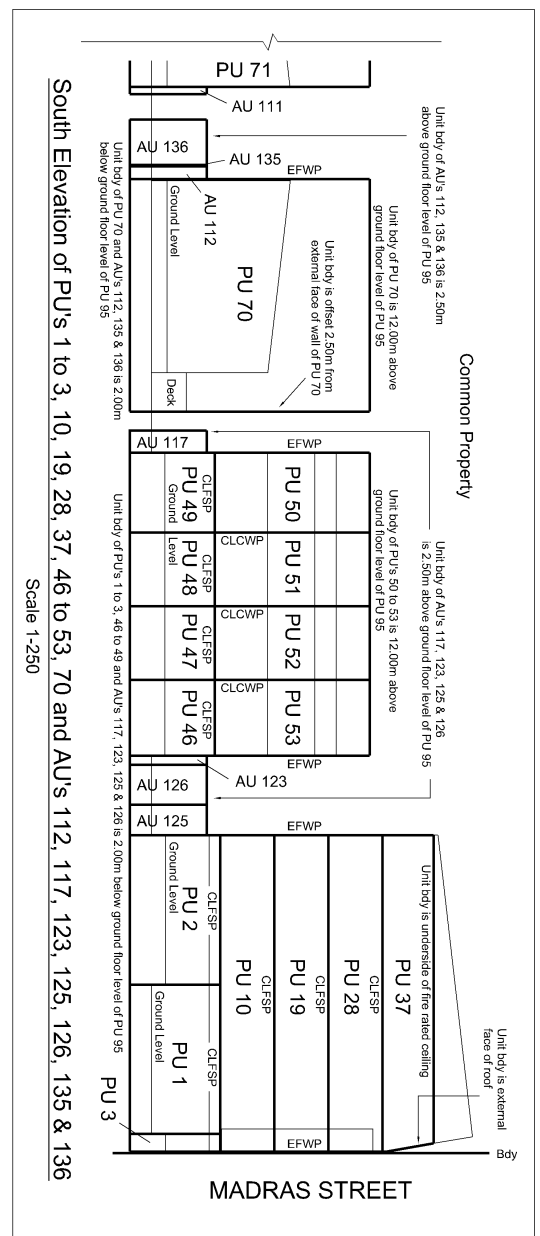 PU 71
AU 111
AU 136
AU 135
EFWP
AU 112
Ground Level
PU 70
Deck
Unit bdy of AU's 112, 135 & 136 is 2.50m
above ground floor level of PU 95
Unit bdy of PU 70 is 12.00m above
ground floor level of PU 95
Unit bdy is offset 2.50m from
external face of wall of PU 70
Unit bdy of PU 70 and AU's 112, 135 & 136 is 2.00m
below ground floor level of PU 95
Common Property
AU 117
EFWP
CLFSP
PU 49
Ground
PU 50
CLCWP
CLFSP
PU 48
Level
PU 51
CLCWP
CLFSP
PU 47
PU 52
CLCWP
CLFSP
PU 46
PU 53
EFWP
AU 123
AU 126
AU 125
EFWP
Unit bdy of PU's 50 to 53 is 12.00m above
ground floor level of PU 95
Unit bdy of AU's 117, 123, 125 & 126
is 2.50m above ground floor level of PU 95
Unit bdy of PU's 1 to 3, 46 to 49 and AU's 117, 123, 125 & 126 is 2.00m below ground floor level of PU 95
CLFSP
PU 2
Ground Level
CLFSP
PU 1
Ground Level
PU 3
PU 10
CLFSP
PU 19
CLFSP
PU 28
CLFSP
PU 37
Unit bdy is underside of fire rated ceiling
Unit bdy is external
face of roof
EFWP
Bdy
MADRAS STREET
South Elevation of PU's 1 to 3, 10, 19, 28, 37, 46 to 53, 70 and AU's 112, 117, 123, 125, 126, 135 & 136
Scale 1-250